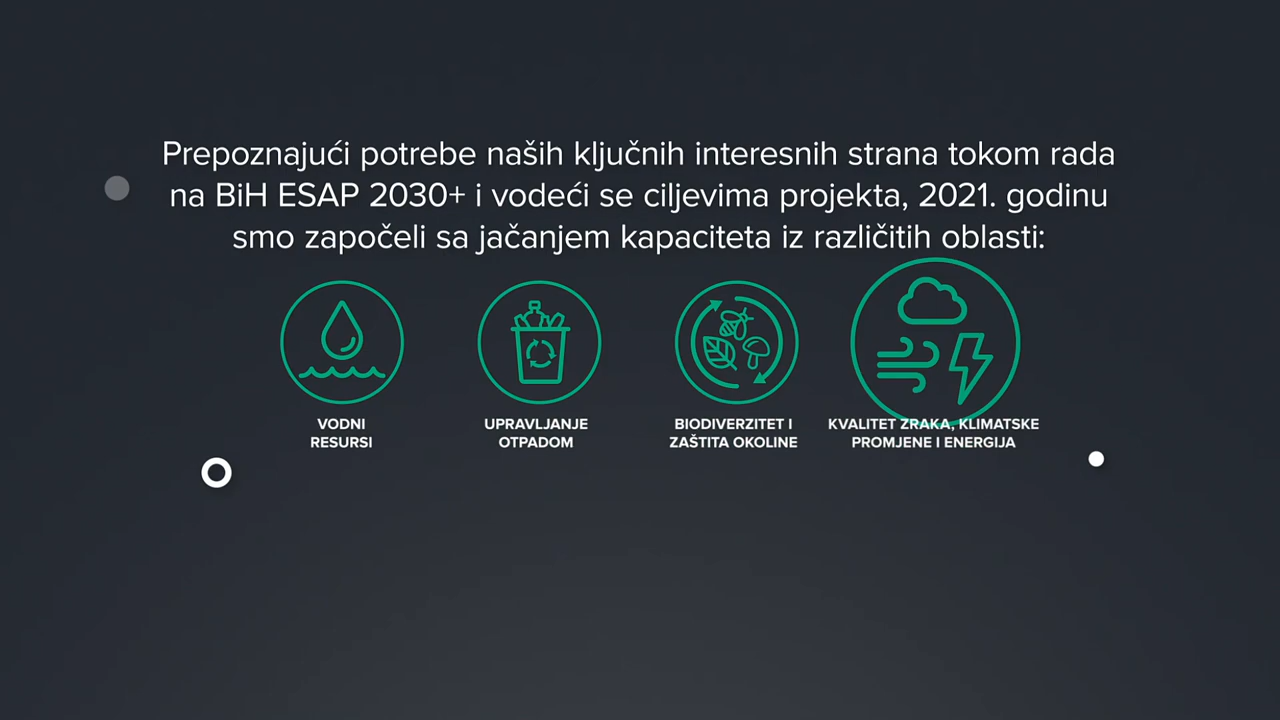 Prepoznajući potrebe naših ključnih interesnih strana tokom rada
na BiH ESAP 2030+ i vodeći se ciljevima projekta, 2021. godinu
smo započeli sa jačanjem kapaciteta iz različitih oblasti:
VODNI
RESURSI
UPRAVLJANJE
OTPADOM
BIODIVERZITET I
ZAŠTITA OKOLINE
KVALITET ZRAKA, KLIMATSKE
PROMJENE I ENERGIJA